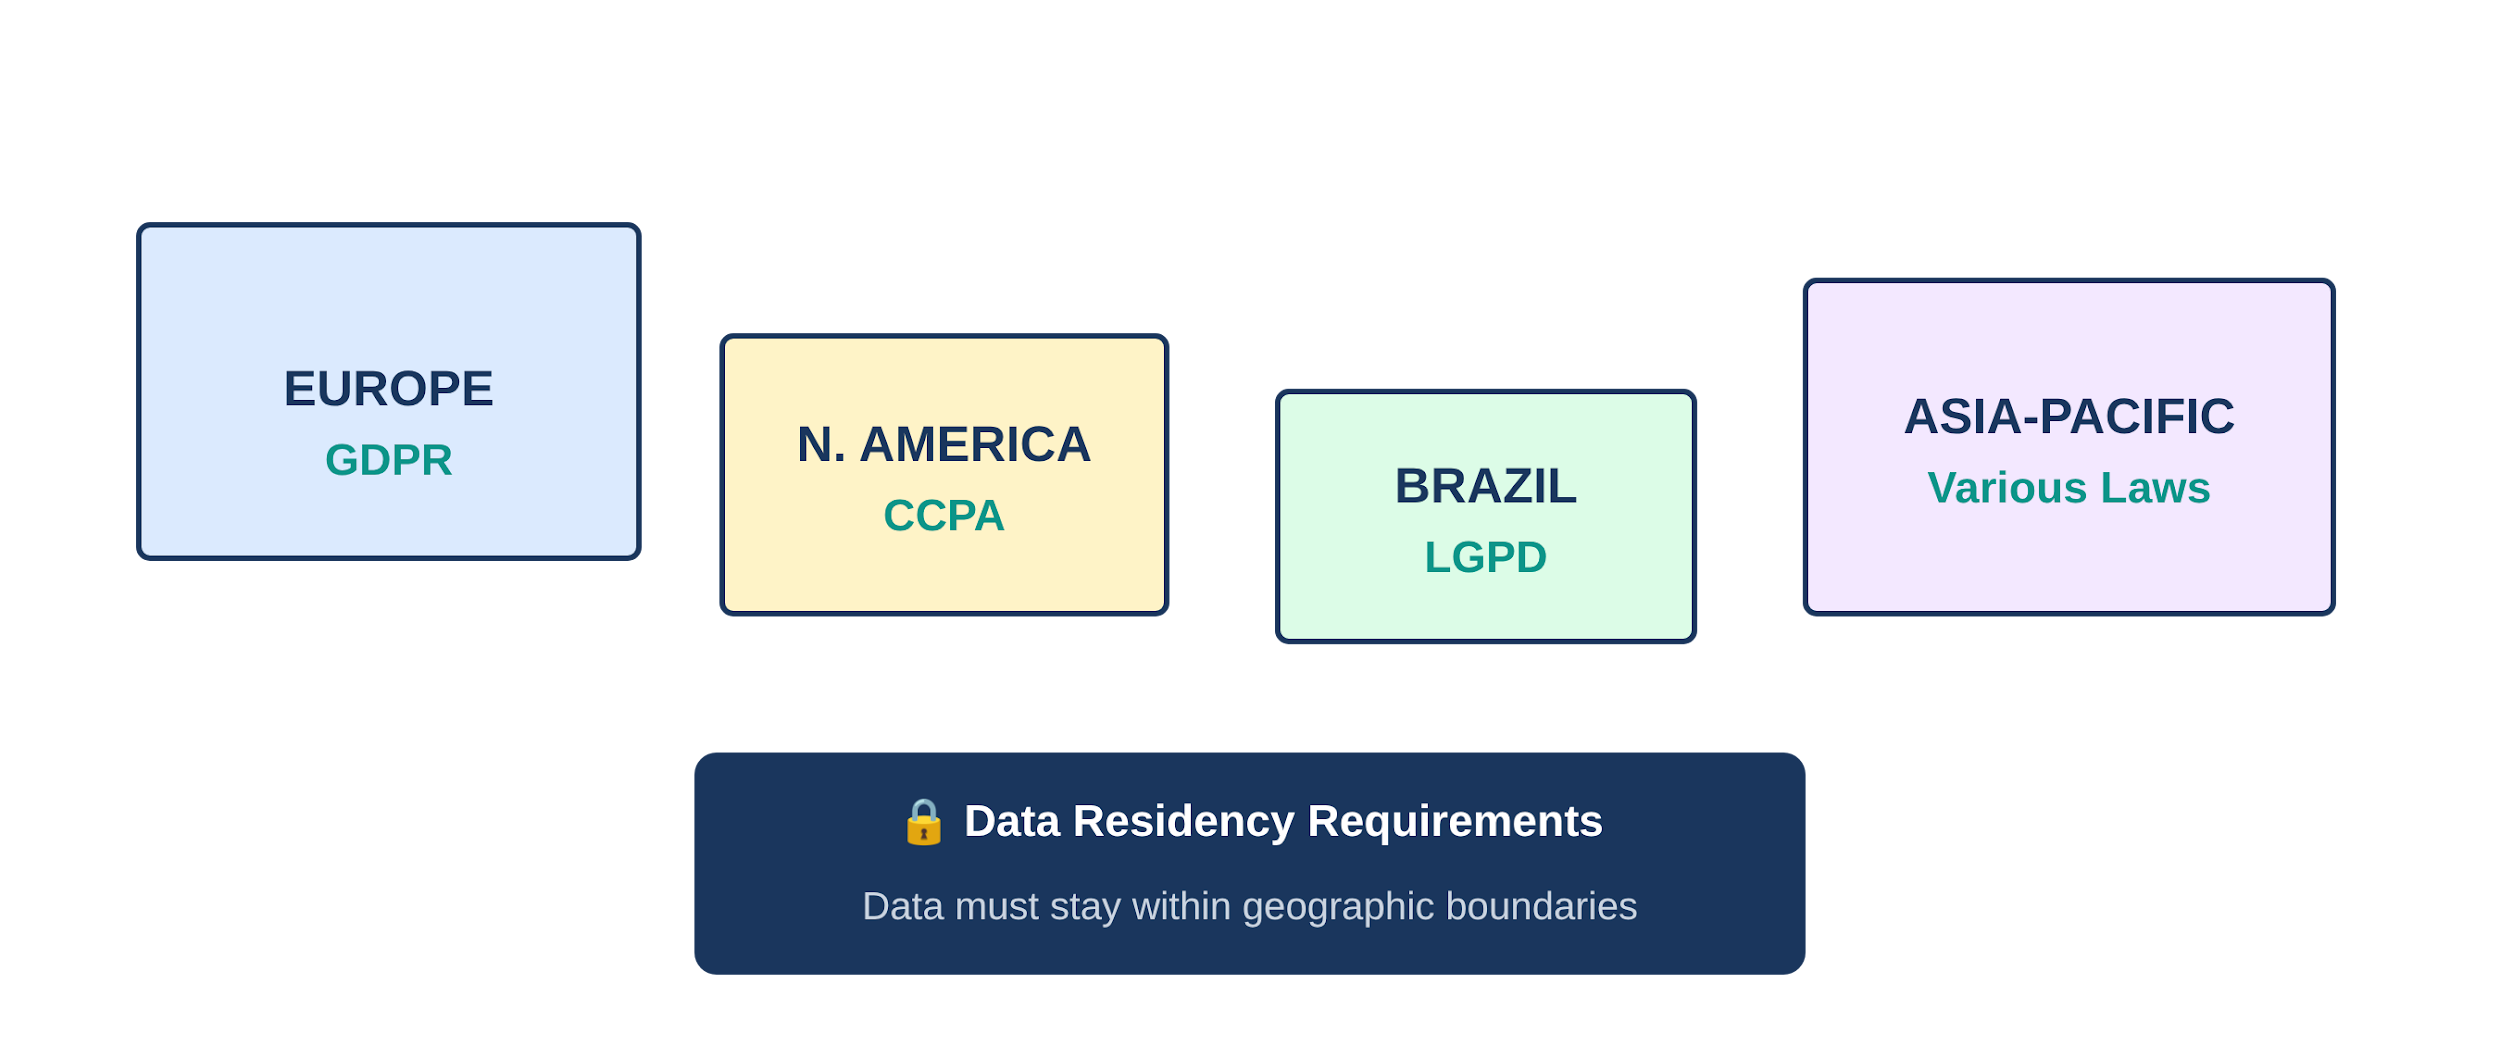 EUROPE
GDPR
N. AMERICA
CCPA
BRAZIL
LGPD
ASIA-PACIFIC
Various Laws
🔒 Data Residency Requirements
Data must stay within geographic boundaries